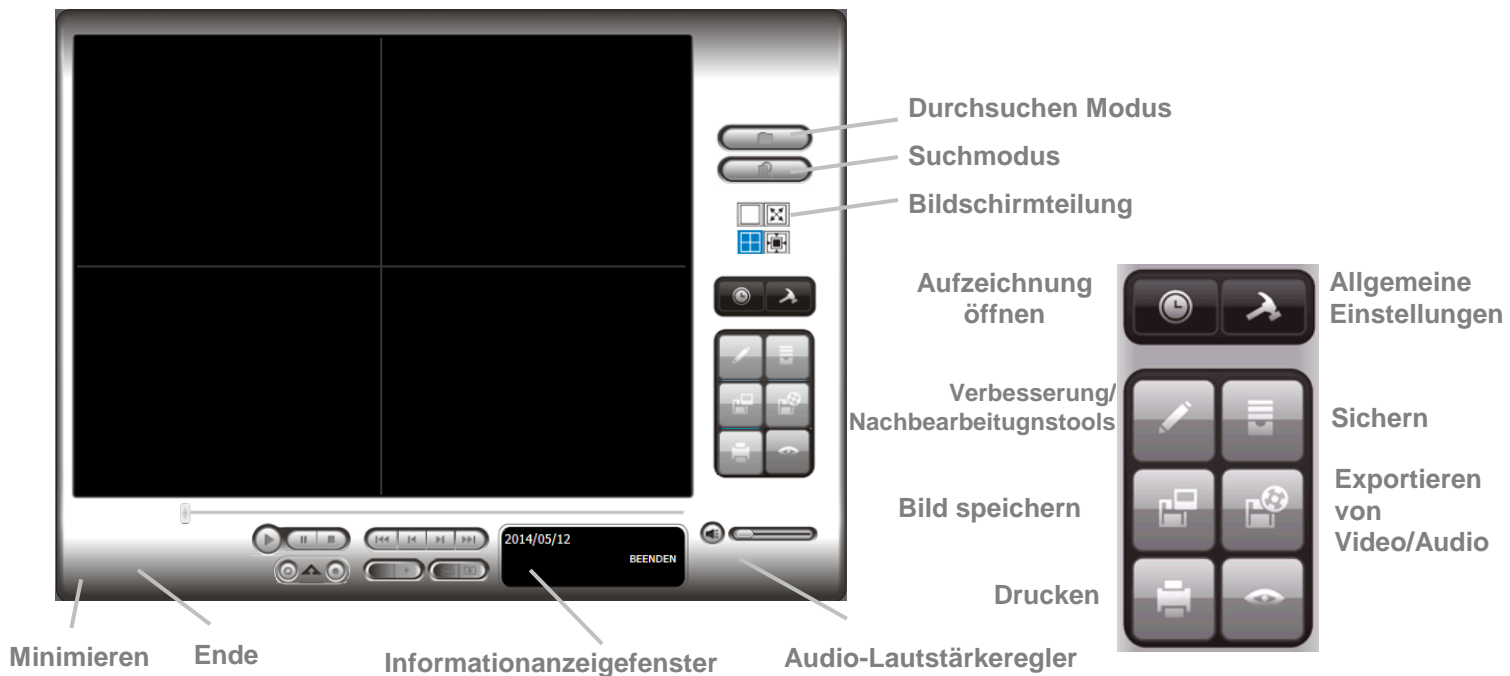 Durchsuchen Modus
Suchmodus
Bildschirmteilung
Aufzeichnung
öffnen
Allgemeine
Einstellungen
Verbesserung/
Nachbearbeitugnstools
Sichern
Bild speichern
Exportieren
von
Video/Audio
Drucken
2014/05/12
BEENDEN
Minimieren
Ende
Informationanzeigefenster
Audio-Lautstärkeregler